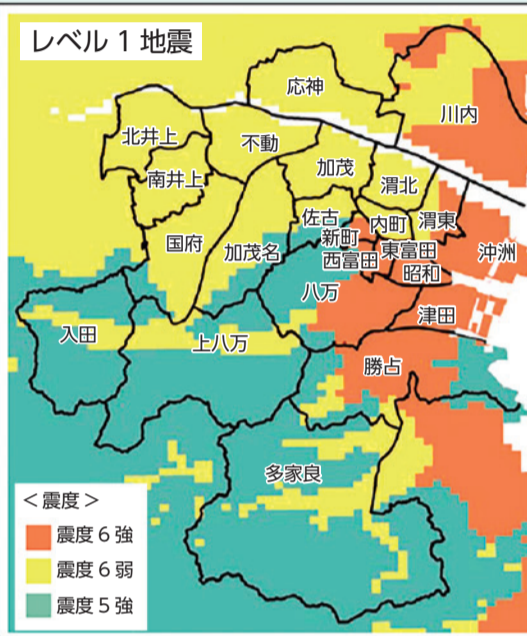 レベル1地震
応神
川内
北井上
不動
加茂
南井上
渭北
佐古
内町
渭東
新町
国府
加茂名
西富田
東富田
沖洲
昭和
八万
津田
入田
上八万
勝占
多家良
<震度>
震度6強
震度6弱
震度5強